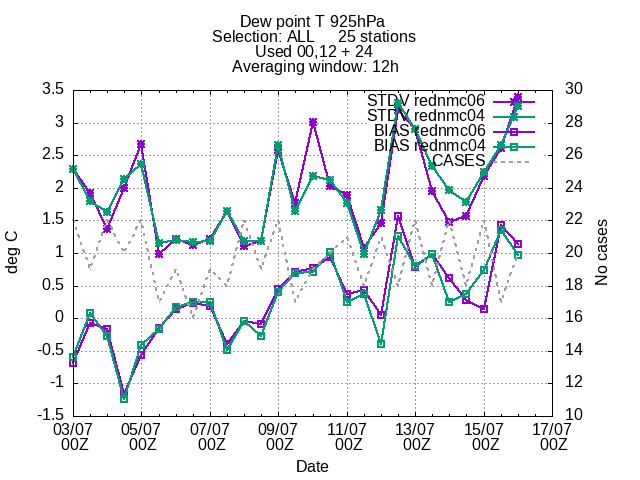 Dew point T 925hPa
Selection: ALL 25 stations
Used 00,12 + 24
Averaging window: 12h
STDV rednmc06
STDV rednmc04
BIAS rednmc06
BIAS rednmc04
CASES
3.5
3
2.5
2
1.5
1
0.5
0
-0.5
-1
-1.5
deg C
30
28
26
24
22
20
18
16
14
12
10
No cases
03/07 05/07 07/07 09/07 11/07 13/07 15/07 17/07
00Z 00Z 00Z 00Z 00Z 00Z 00Z 00Z
Date